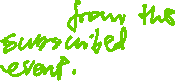 from the
subscribed
event.